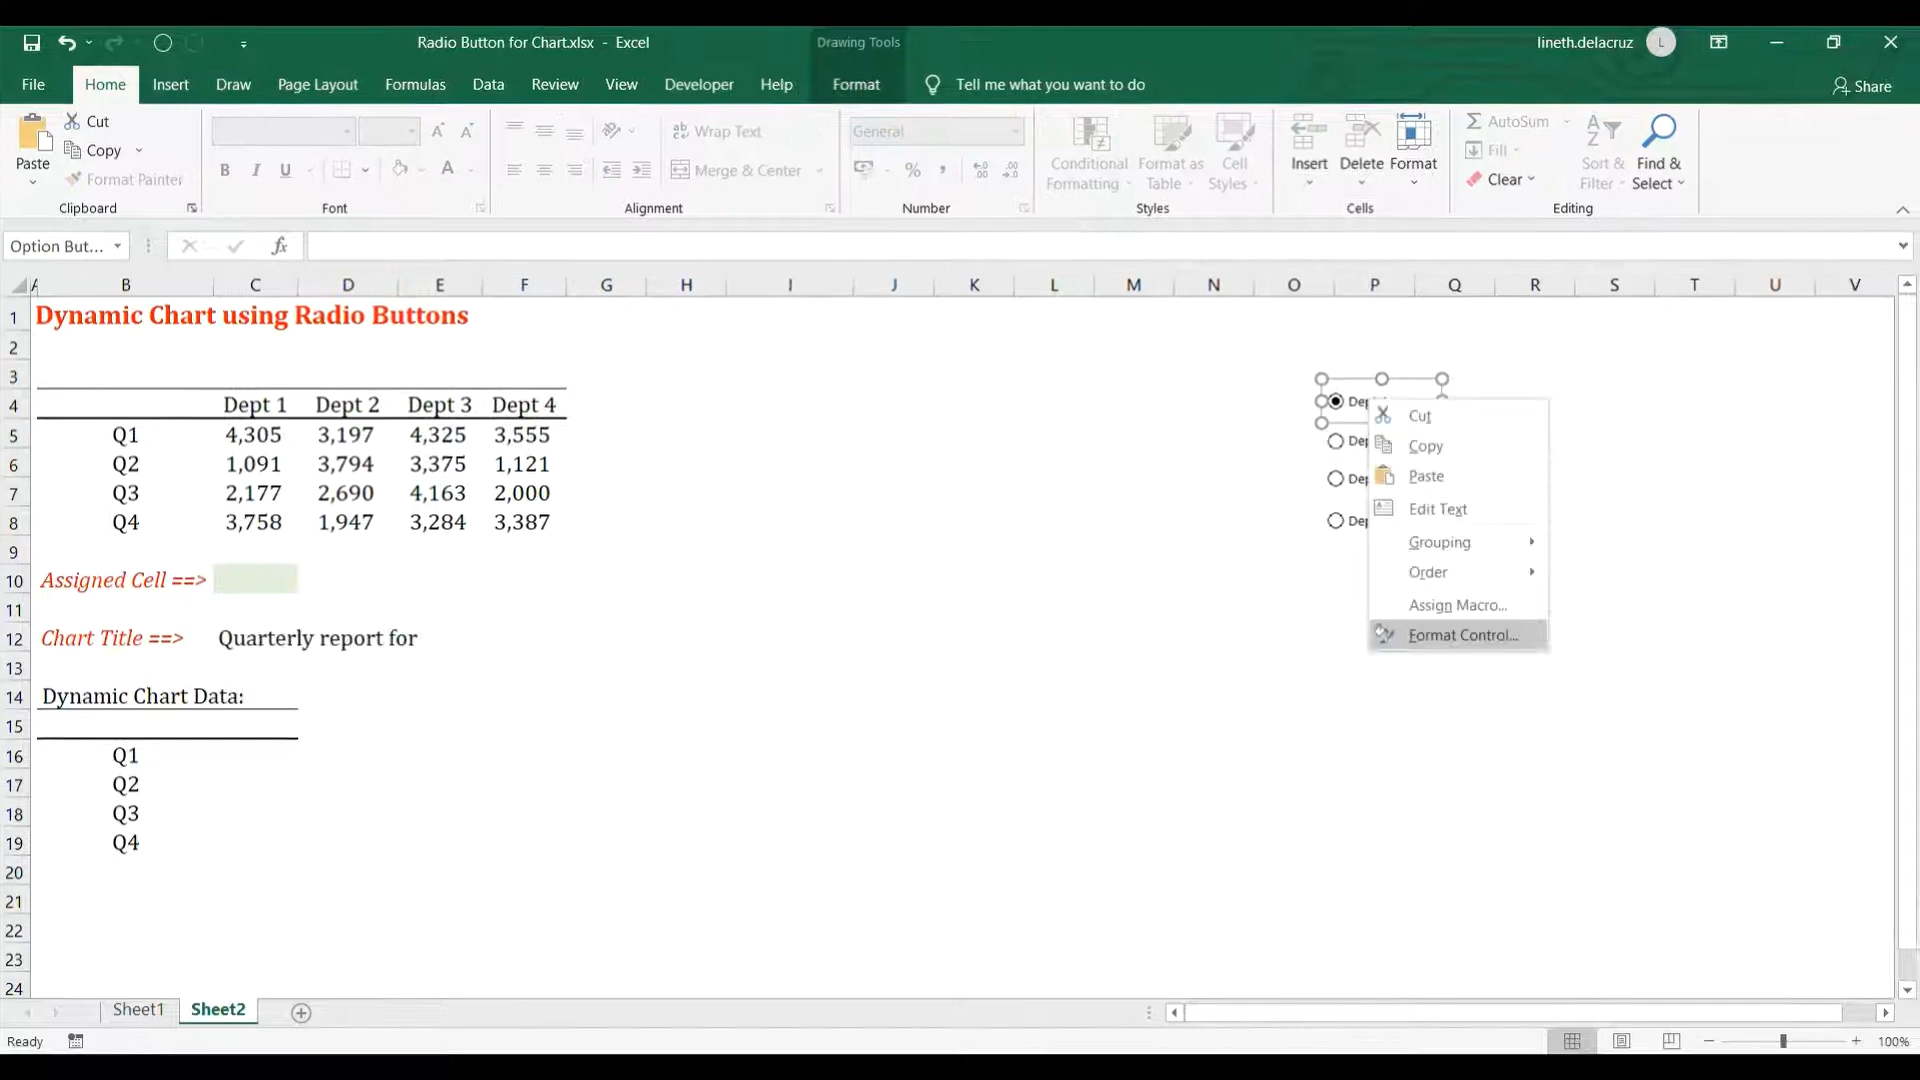 Radio Button for Chart.xlsx - Excel
Drawing Tools
lineth.delacruz L
File Home Insert Draw Page Layout Formulas Data Review View Developer Help Format Tell me what you want to do Share
Paste
Cut
Copy
Format Painter
Clipboard
B I U A
Font
Wrap Text
Merge & Center
Alignment
General
%
Number
Conditional Formatting
Format as Table
Cell Styles
Styles
Insert Delete Format
Cells
AutoSum
Fill
Clear
Sort & Filter
Find & Select
Editing
Option But... fx
A B C D E F G H I J K L M N O P Q R S T U V
1 Dynamic Chart using Radio Buttons
2
3
4 Dept 1 Dept 2 Dept 3 Dept 4
5 Q1 4,305 3,197 4,325 3,555
6 Q2 1,091 3,794 3,375 1,121
7 Q3 2,177 2,690 4,163 2,000
8 Q4 3,758 1,947 3,284 3,387
9
10 Assigned Cell ==>
11
12 Chart Title ==> Quarterly report for
13
14 Dynamic Chart Data:
15
16 Q1
17 Q2
18 Q3
19 Q4
20
21
22
23
24
Cut
Copy
Paste
Edit Text
Grouping
Order
Assign Macro...
Format Control...
Sheet1 Sheet2
Ready
100%